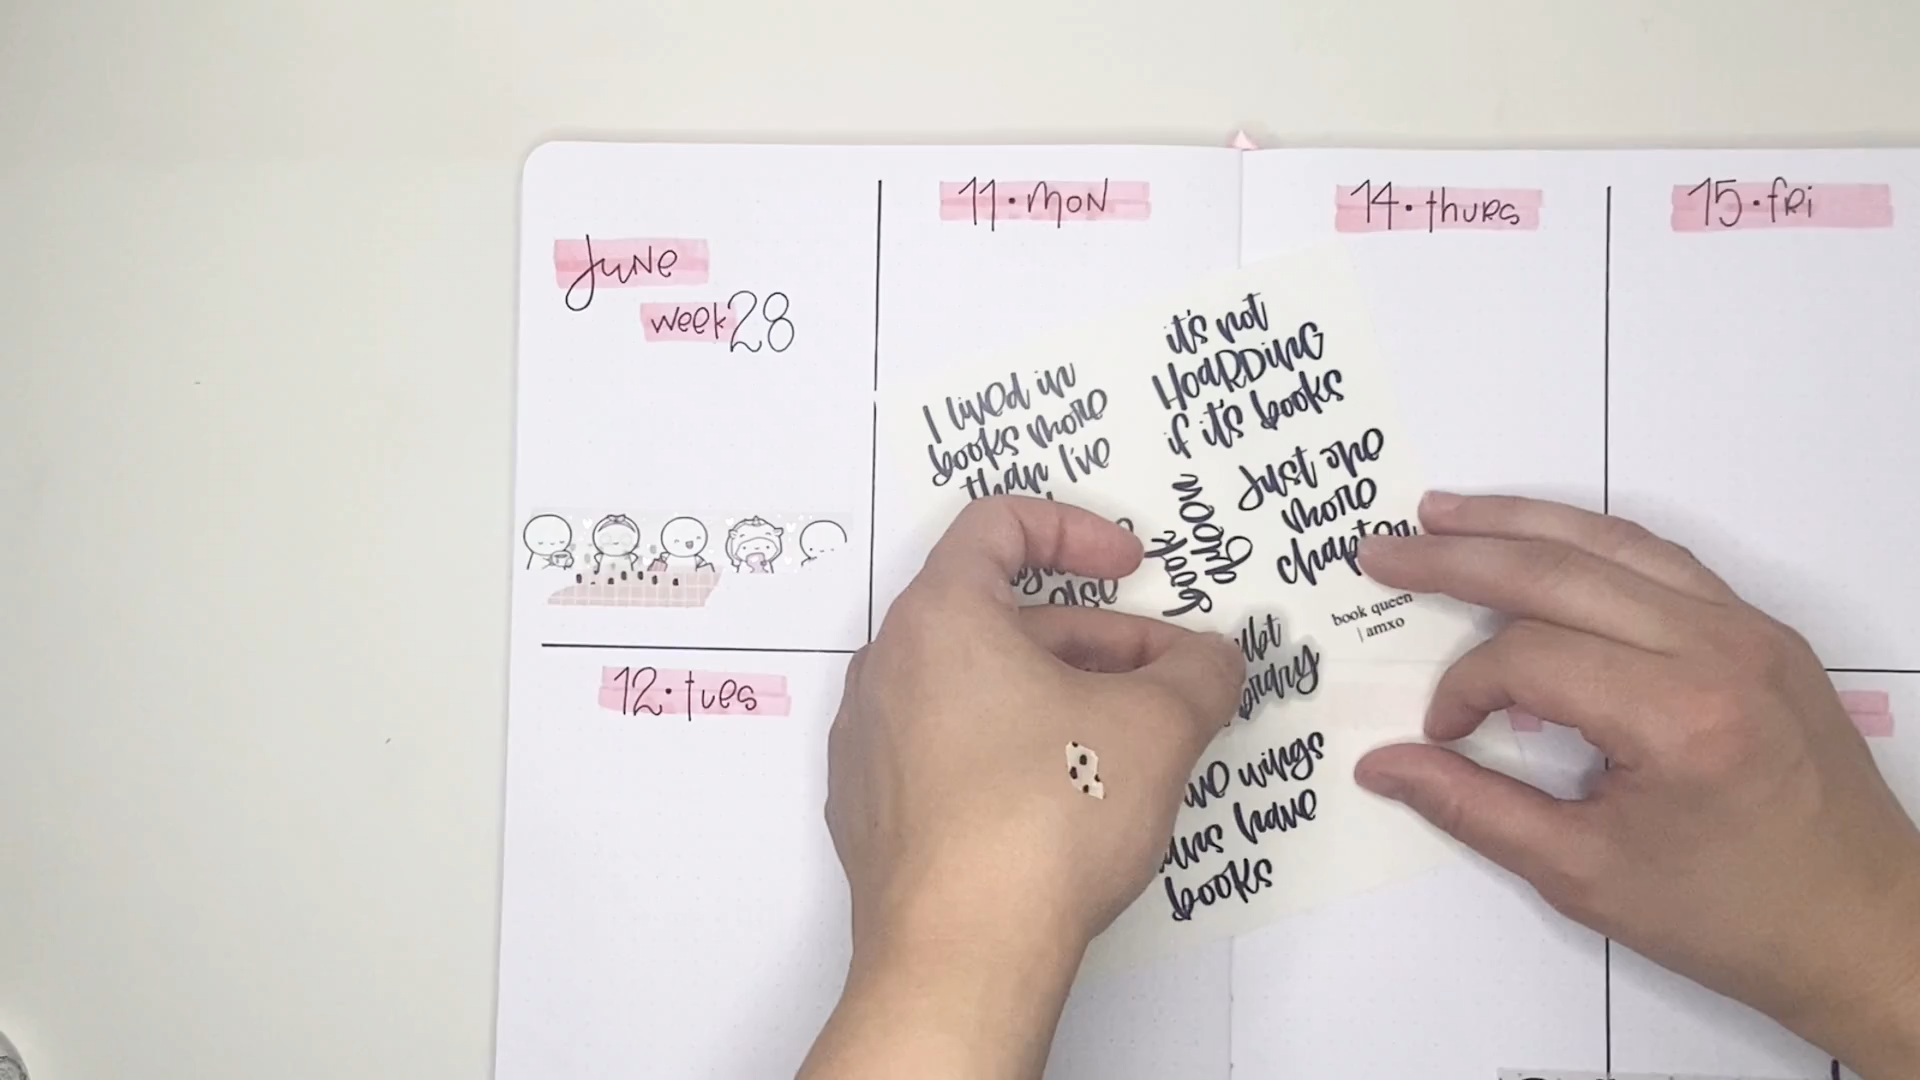 June
week 28
11·MON
12·tues
14·thurs
15·fRi
I lived in
books more
than I've
else
it's not
HOARDING
if it's books
book
queen
Just one
more
chapter
book queen
| amxo
wings
have
books